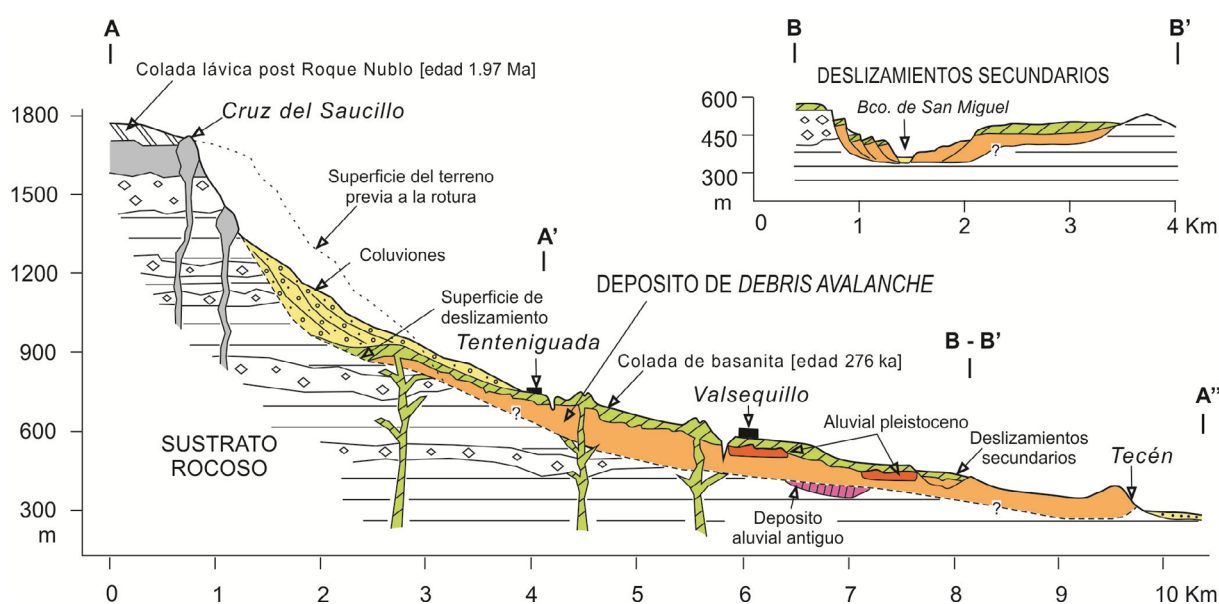 A
Colada lávica post Roque Nublo [edad 1.97 Ma]
Cruz del Saucillo
1800
1500
1200
900
600
300
m
Superficie del terreno
previa a la rotura
Coluviones
Superficie de
deslizamiento
A'
DEPOSITO DE DEBRIS AVALANCHE
Tenteniguada
Colada de basanita [edad 276 ka]
Valsequillo
B - B'
A"
Aluvial pleistoceno
Deslizamientos
secundarios
Tecén
SUSTRATO
ROCOSO
?
?
Deposito
aluvial antiguo
0
1
2
3
4
5
6
7
8
9
10 Km
B
B'
DESLIZAMIENTOS SECUNDARIOS
Bco. de San Miguel
600
450
300
m
?
0
1
2
3
4 Km